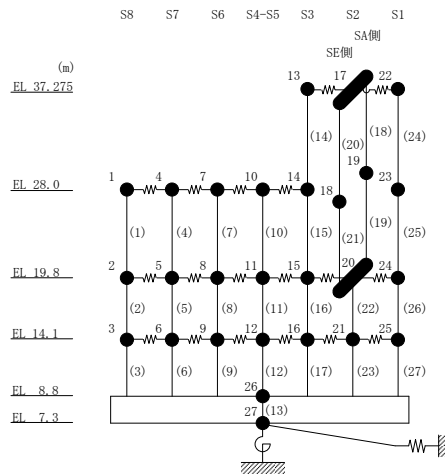 S8 S7 S6 S4-S5 S3 S2 S1
SA側
SE側
(m)
13 17 22
EL 37.275
(14) (20) (18) (24)
19
1 4 7 10 14 23
EL 28.0
18
(1) (4) (7) (10) (15) (21) (19) (25)
2 5 8 11 15 20 24
EL 19.8
(2) (5) (8) (11) (16) (22) (26)
3 6 9 12 16 21 25
EL 14.1
(3) (6) (9) (12) (17) (23) (27)
26
EL 8.8
27 (13)
EL 7.3